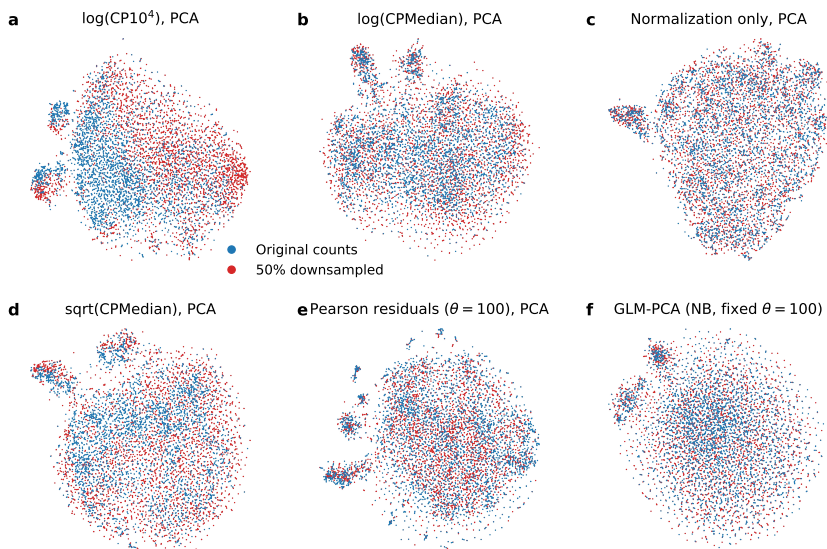 a log(CP10⁴), PCA
b log(CPMedian), PCA
c Normalization only, PCA
Original counts
50% downsampled
d sqrt(CPMedian), PCA
e Pearson residuals (θ = 100), PCA
f GLM-PCA (NB, fixed θ = 100)